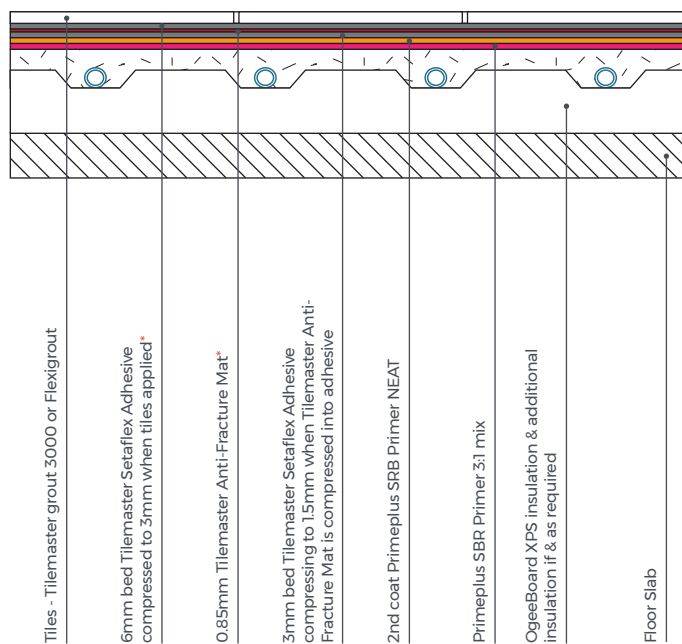 Tiles - Tilemaster grout 3000 or Flexigrout
6mm bed Tilemaster Setaflex Adhesive
compressed to 3mm when tiles applied*
0.85mm Tilemaster Anti-Fracture Mat*
3mm bed Tilemaster Setaflex Adhesive
compressing to 1.5mm when Tilemaster Anti-
Fracture Mat is compressed into adhesive
2nd coat Primeplus SRB Primer NEAT
Primeplus SBR Primer 3:1 mix
OgeeBoard XPS insulation & additional
insulation if & as required
Floor Slab